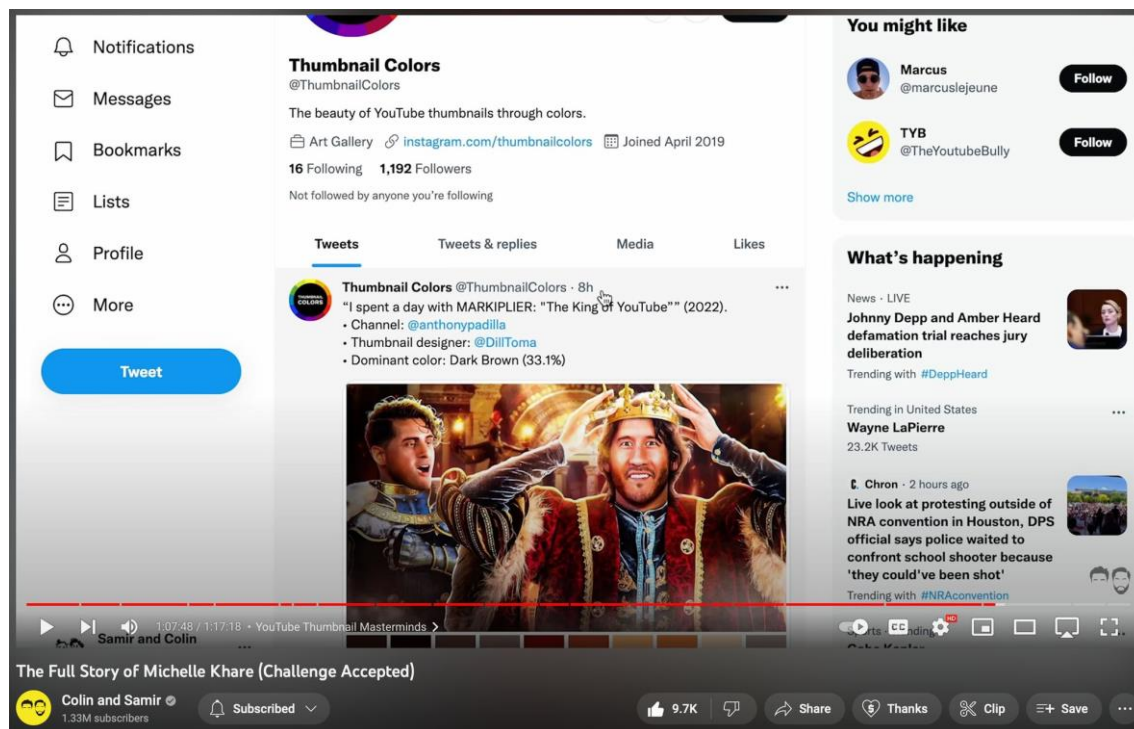 Notifications
Messages
Bookmarks
Lists
Profile
More
Tweet
Samir and Colin
Thumbnail Colors
@ThumbnailColors
The beauty of YouTube thumbnails through colors.
Art Gallery instagram.com/thumbnailcolors Joined April 2019
16 Following 1,192 Followers
Not followed by anyone you're following
Tweets Tweets & replies Media Likes
THUMBNAIL
COLORS
Thumbnail Colors @ThumbnailColors · 8h
“I spent a day with MARKIPLIER: "The King of YouTube"” (2022).
• Channel: @anthonypadilla
• Thumbnail designer: @DillToma
• Dominant color: Dark Brown (33.1%)
You might like
Marcus
@marcuslejeune
Follow
TYB
@TheYoutubeBully
Follow
Show more
What's happening
News · LIVE
Johnny Depp and Amber Heard
defamation trial reaches jury
deliberation
Trending with #DeppHeard
Trending in United States
Wayne LaPierre
23.2K Tweets
Chron · 2 hours ago
Live look at protesting outside of
NRA convention in Houston, DPS
official says police waited to
confront school shooter because
'they could've been shot'
Trending with #NRAconvention
1:07:48 / 1:17:18 • YouTube Thumbnail Masterminds
CC HD
The Full Story of Michelle Khare (Challenge Accepted)
Colin and Samir
1.33M subscribers
Subscribed
9.7K Share Thanks Clip Save